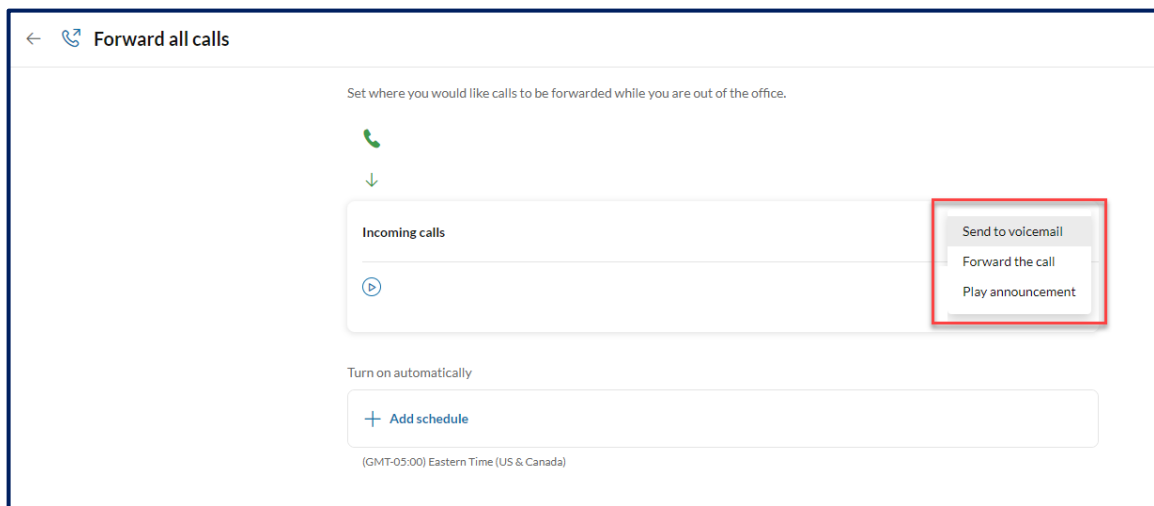 Forward all calls
Set where you would like calls to be forwarded while you are out of the office.
Incoming calls
Send to voicemail
Forward the call
Play announcement
Turn on automatically
Add schedule
(GMT-05:00) Eastern Time (US & Canada)